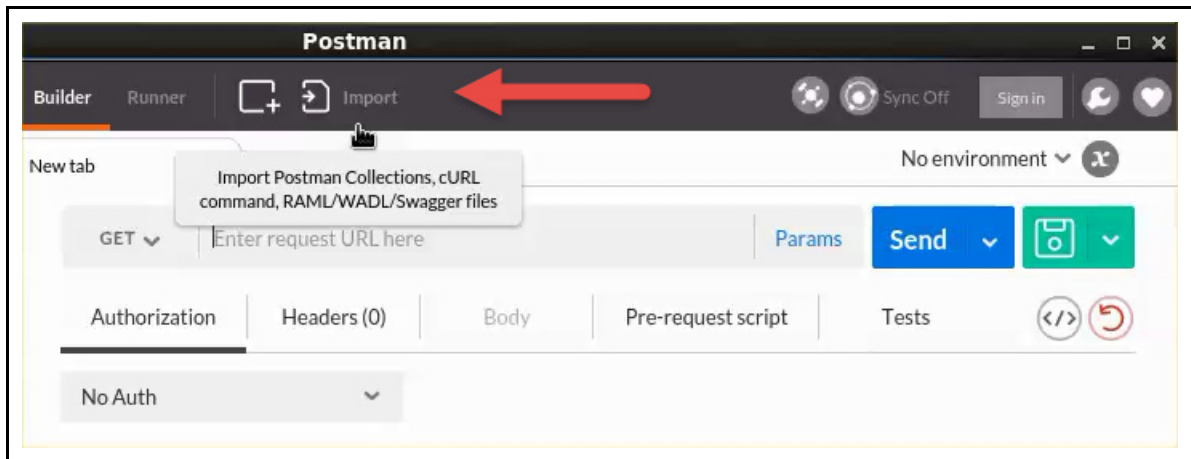 Postman
Builder Runner Import Sync Off Sign in
New tab No environment x
Import Postman Collections, cURL
command, RAML/WADL/Swagger files
GET Enter request URL here Params Send
Authorization Headers (0) Body Pre-request script Tests </>
No Auth